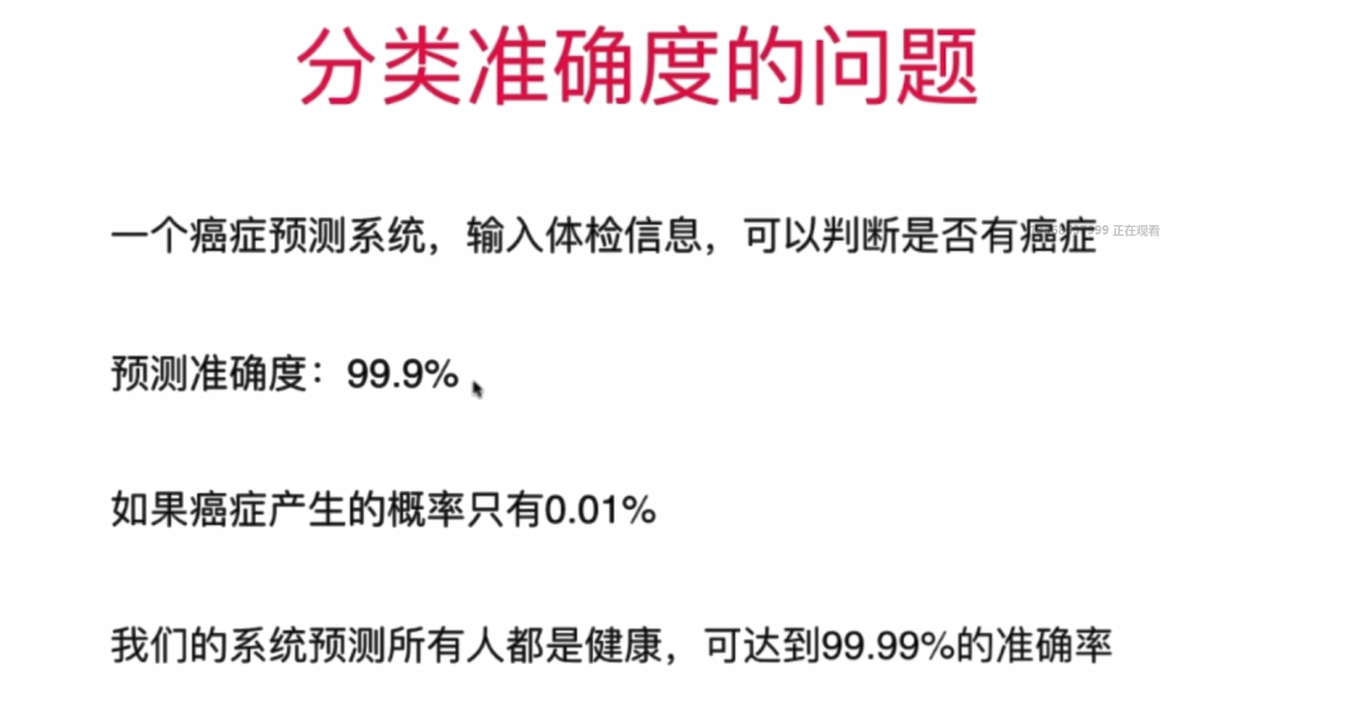 分类准确度的问题
一个癌症预测系统，输入体检信息，可以判断是否有癌症
正在观看
预测准确度：99.9%
如果癌症产生的概率只有0.01%
我们的系统预测所有人都是健康，可达到99.99%的准确率